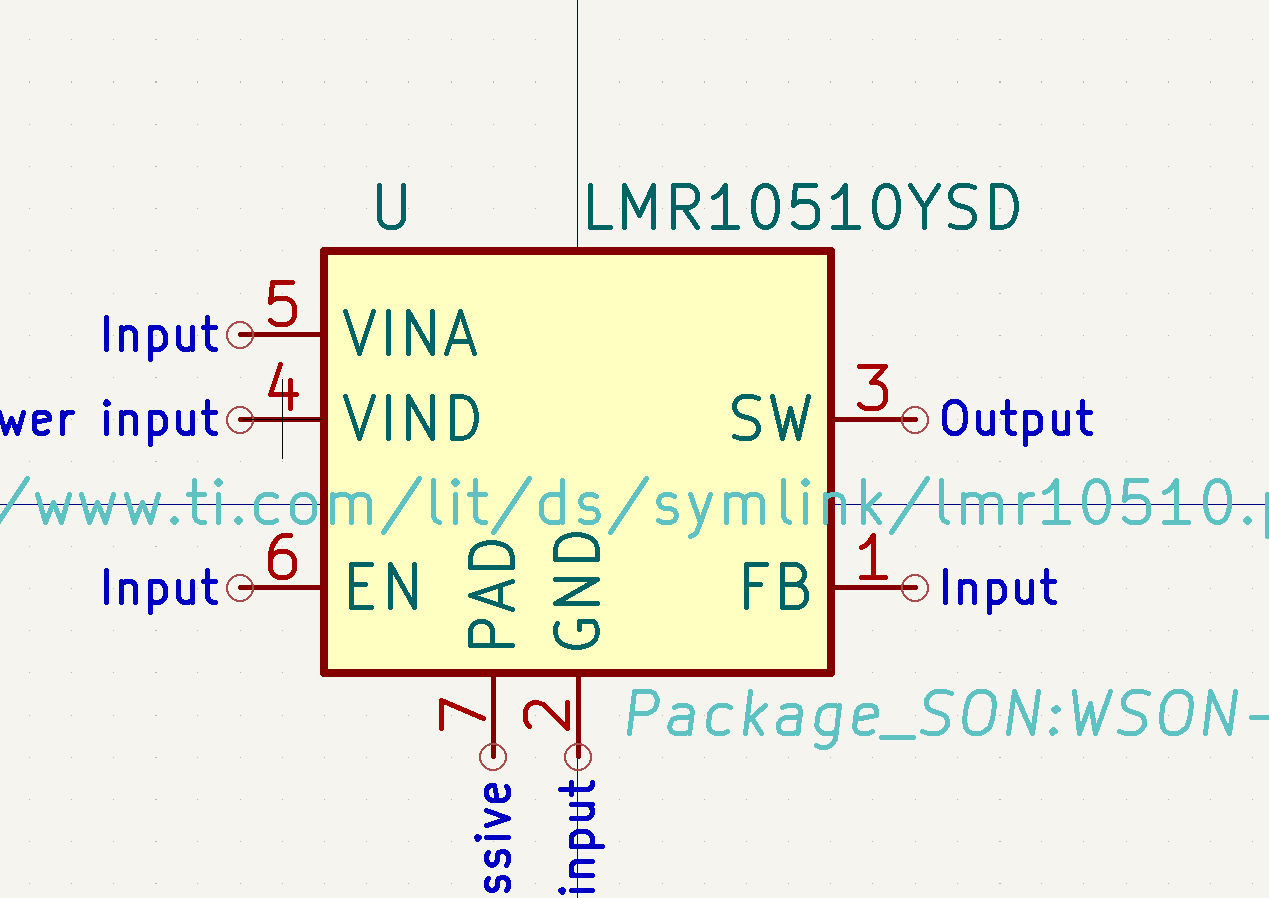 U LMR10510YSD
5
Input VINA
4
input VIND
3
SW Output
/www.ti.com/lit/ds/symlink/lmr10510.p
6
Input EN
1
FB Input
PAD
GND
7
2
Package_SON:WSON-
ssive
input